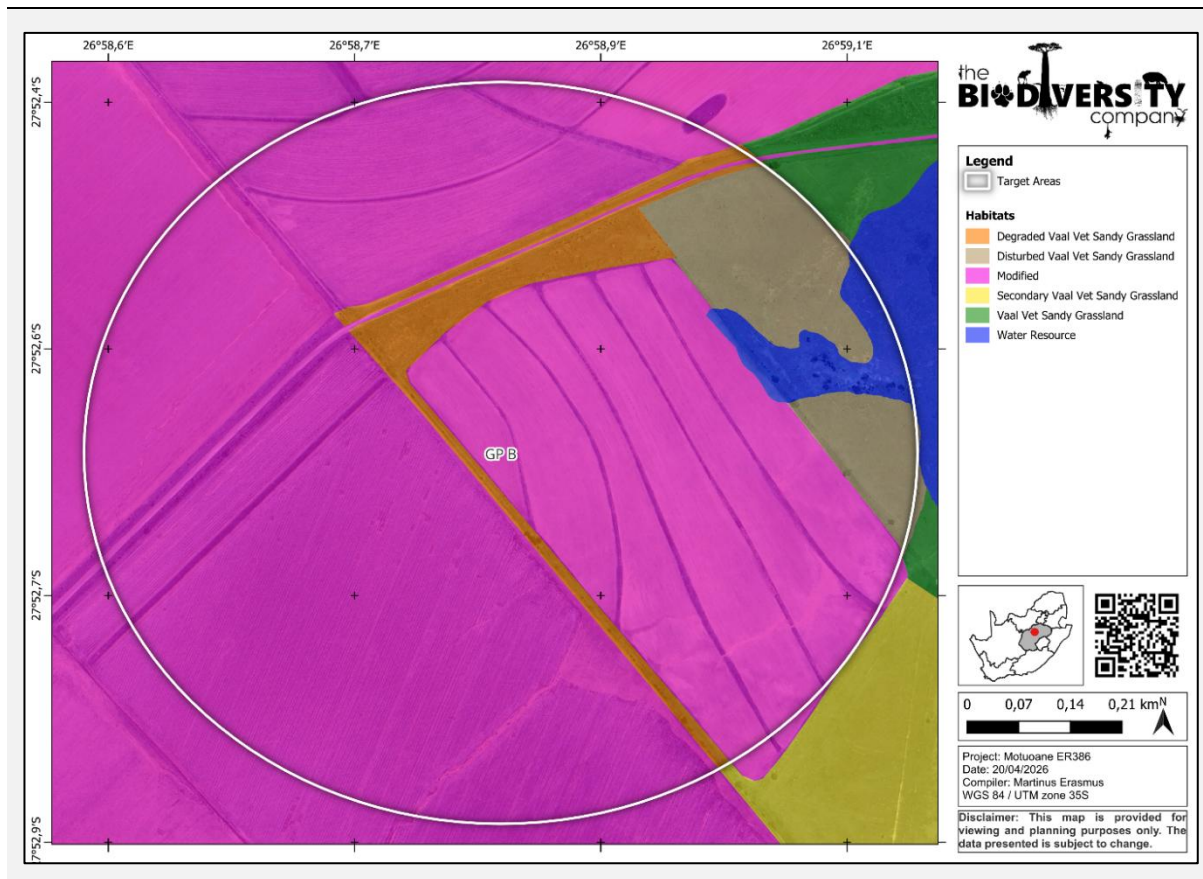 26°58,6'E
26°58,7'E
26°58,9'E
26°59,1'E
27°52,4'S
27°52,6'S
27°52,7'S
27°52,9'S
GP B
the
BIODIVERSITY
company
Legend
Target Areas
Habitats
Degraded Vaal Vet Sandy Grassland
Disturbed Vaal Vet Sandy Grassland
Modified
Secondary Vaal Vet Sandy Grassland
Vaal Vet Sandy Grassland
Water Resource
0 0,07 0,14 0,21 km
N
Project: Motuoane ER386
Date: 20/04/2026
Compiler: Martinus Erasmus
WGS 84 / UTM zone 35S
Disclaimer: This map is provided for
viewing and planning purposes only. The
data presented is subject to change.